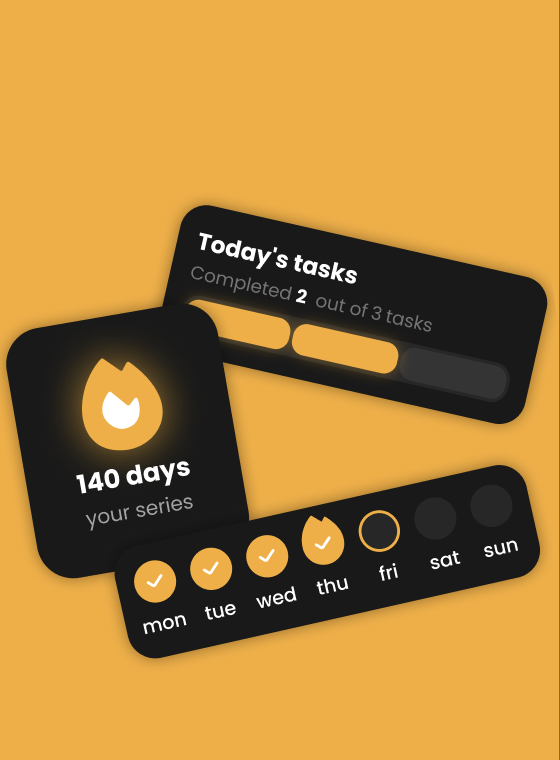 Today's tasks
Completed 2 out of 3 tasks
140 days
your series
mon tue wed thu fri sat sun